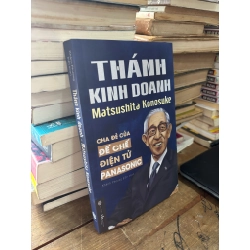 THÁNH
KINH DOANH
Matsushita Konosuke
CHA ĐẺ CỦA
ĐẾ CHẾ
ĐIỆN TỬ
PANASONIC